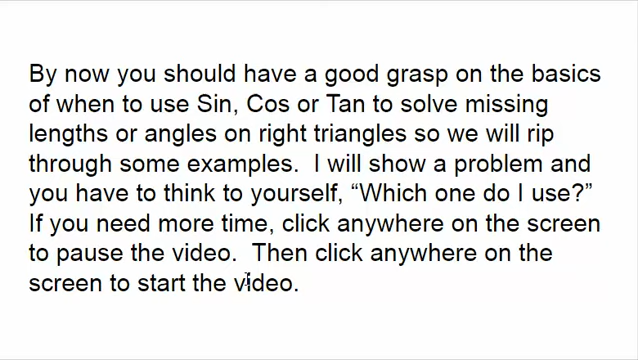 By now you should have a good grasp on the basics
of when to use Sin, Cos or Tan to solve missing
lengths or angles on right triangles so we will rip
through some examples.  I will show a problem and
you have to think to yourself, “Which one do I use?”
If you need more time, click anywhere on the screen
to pause the video.  Then click anywhere on the
screen to start the video.